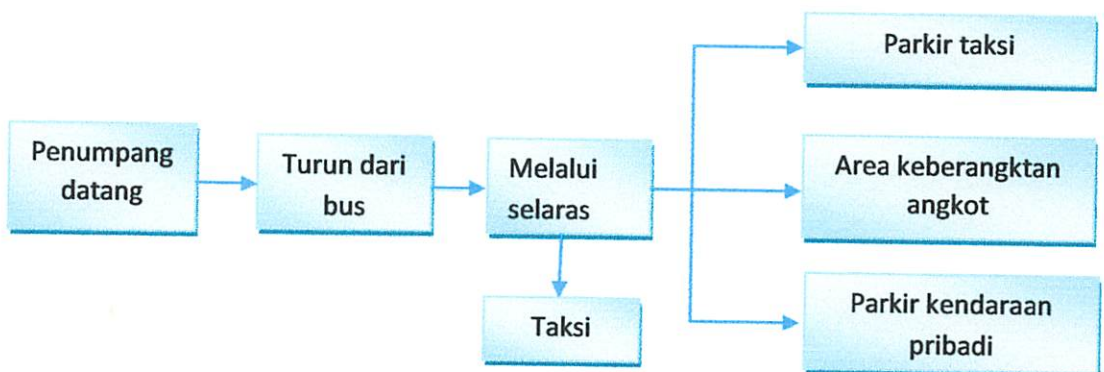 Penumpang
datang
Turun dari
bus
Melalui
selaras
Taksi
Parkir taksi
Area keberangktan
angkot
Parkir kendaraan
pribadi